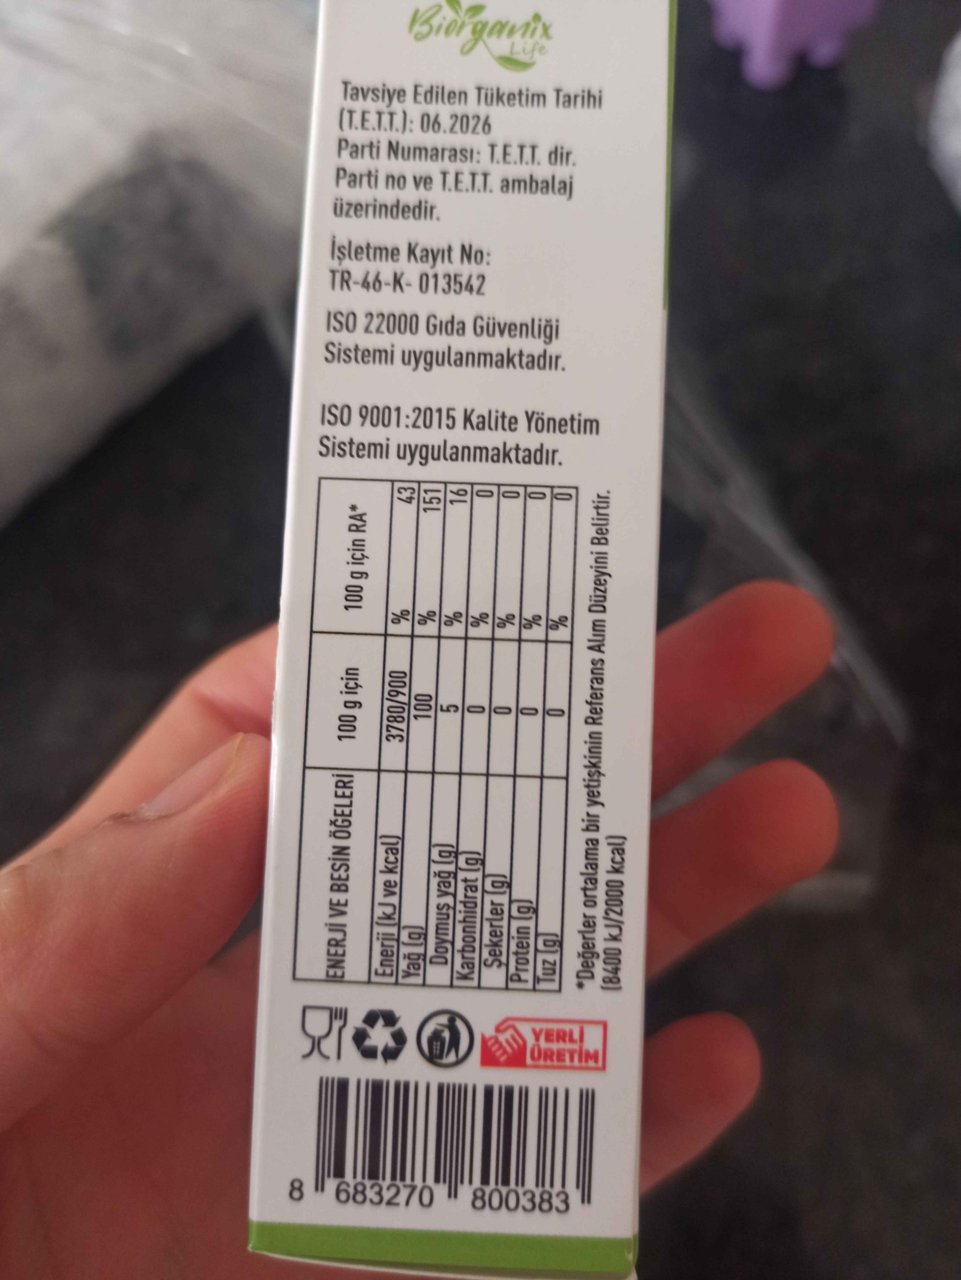 Biorganix
Life
Tavsiye Edilen Tüketim Tarihi
(T.E.T.T.): 06.2026
Parti Numarası: T.E.T.T. dir.
Parti no ve T.E.T.T. ambalaj
üzerindedir.
İşletme Kayıt No:
TR-46-K- 013542
ISO 22000 Gıda Güvenliği
Sistemi uygulanmaktadır.
ISO 9001:2015 Kalite Yönetim
Sistemi uygulanmaktadır.
ENERJİ VE BESİN ÖĞELERİ 100 g için 100 g için RA*
Enerji (kJ ve kcal) 3780/900 % 43
Yağ (g) 100 % 151
Doymuş yağ (g) 5 % 16
Karbonhidrat (g) 0 % 0
Şekerler (g) 0 % 0
Protein (g) 0 % 0
Tuz (g) 0 % 0
*Değerler ortalama bir yetişkinin Referans Alım Düzeyini Belirtir.
(8400 kJ/2000 kcal)
YERLİ
ÜRETİM
8 683270 800383